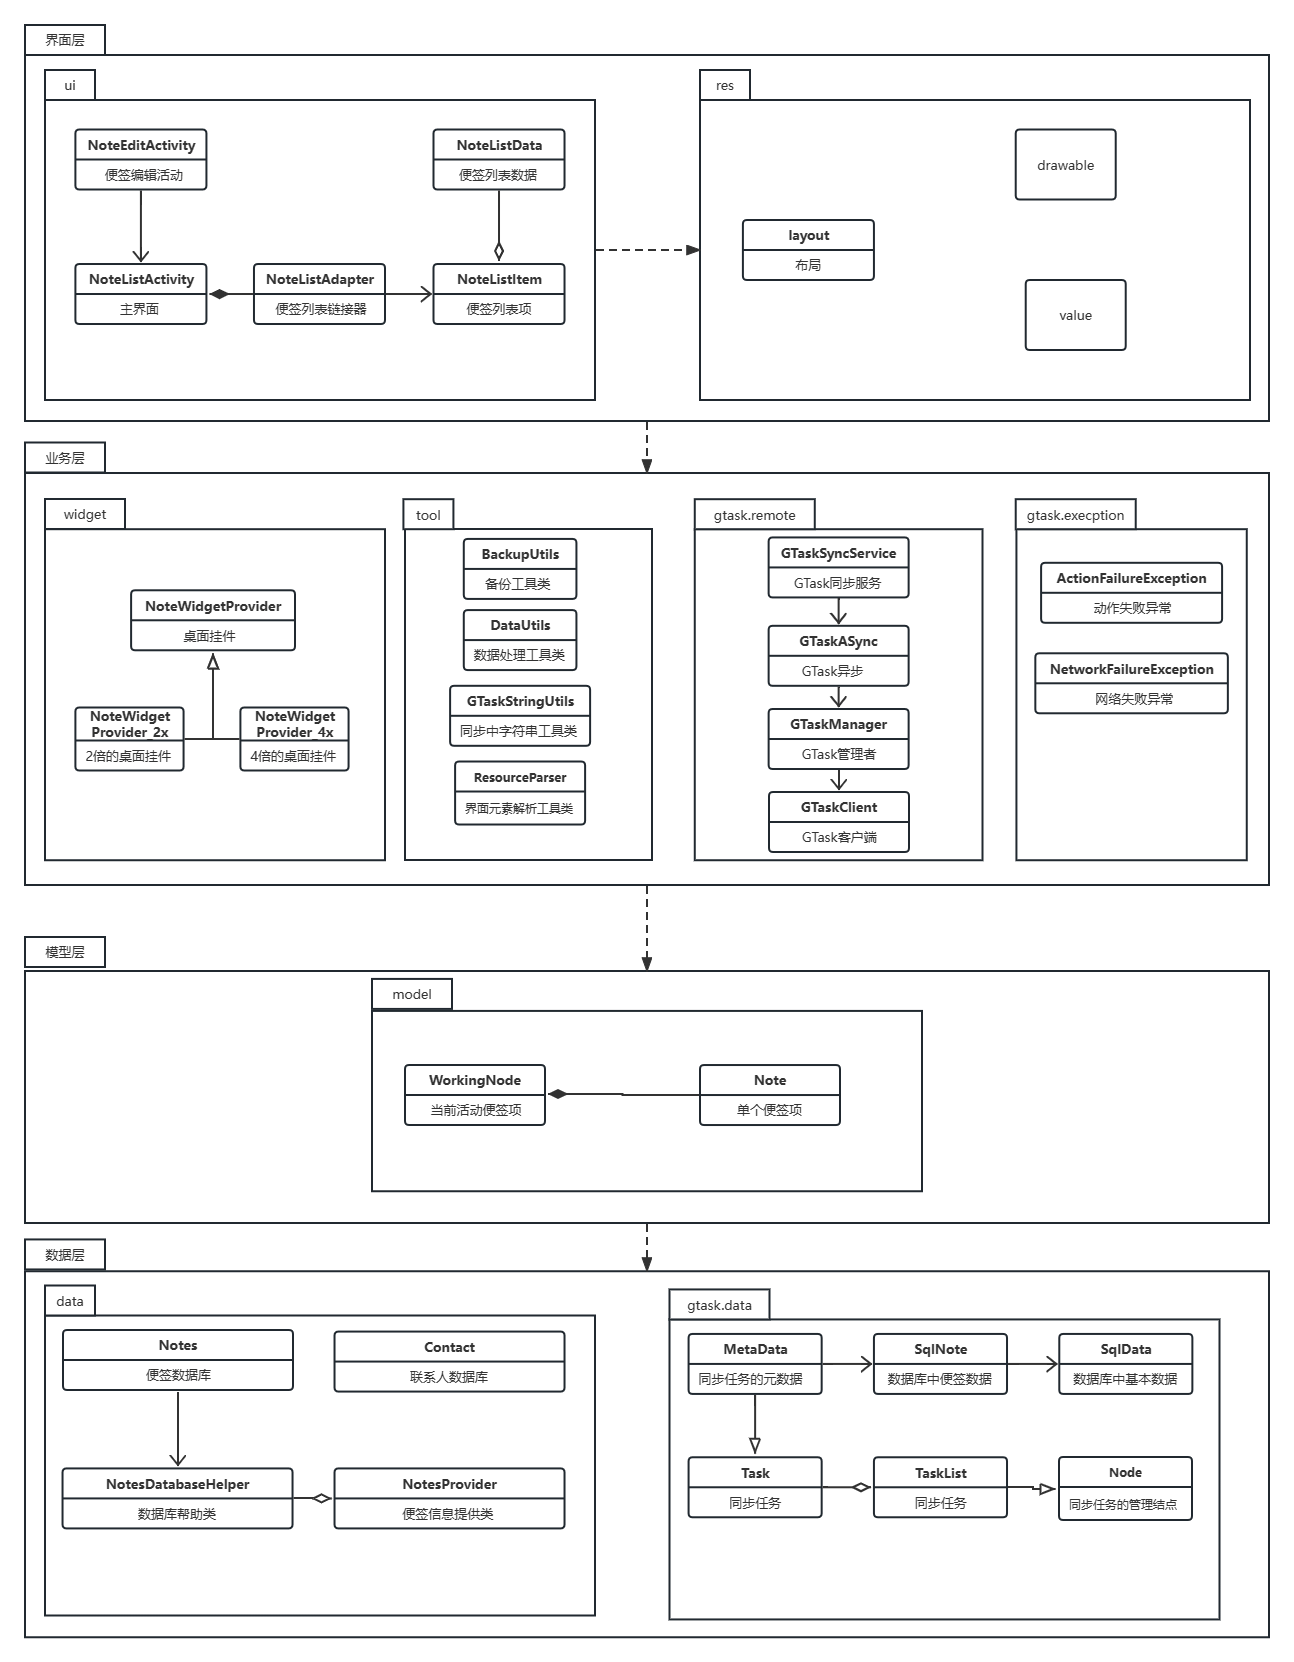 界面层
ui
NoteEditActivity
便签编辑活动
NoteListData
便签列表数据
NoteListActivity
主界面
NoteListAdapter
便签列表链接器
NoteListItem
便签列表项
res
drawable
layout
布局
value
业务层
widget
NoteWidgetProvider
桌面挂件
NoteWidget
Provider_2x
2倍的桌面挂件
NoteWidget
Provider_4x
4倍的桌面挂件
tool
BackupUtils
备份工具类
DataUtils
数据处理工具类
GTaskStringUtils
同步中字符串工具类
ResourceParser
界面元素解析工具类
gtask.remote
GTaskSyncService
GTask同步服务
GTaskASync
GTask异步
GTaskManager
GTask管理者
GTaskClient
GTask客户端
gtask.execption
ActionFailureException
动作失败异常
NetworkFailureException
网络失败异常
模型层
model
WorkingNode
当前活动便签项
Note
单个便签项
数据层
data
Notes
便签数据库
Contact
联系人数据库
NotesDatabaseHelper
数据库帮助类
NotesProvider
便签信息提供类
gtask.data
MetaData
同步任务的元数据
SqlNote
数据库中便签数据
SqlData
数据库中基本数据
Task
同步任务
TaskList
同步任务
Node
同步任务的管理结点